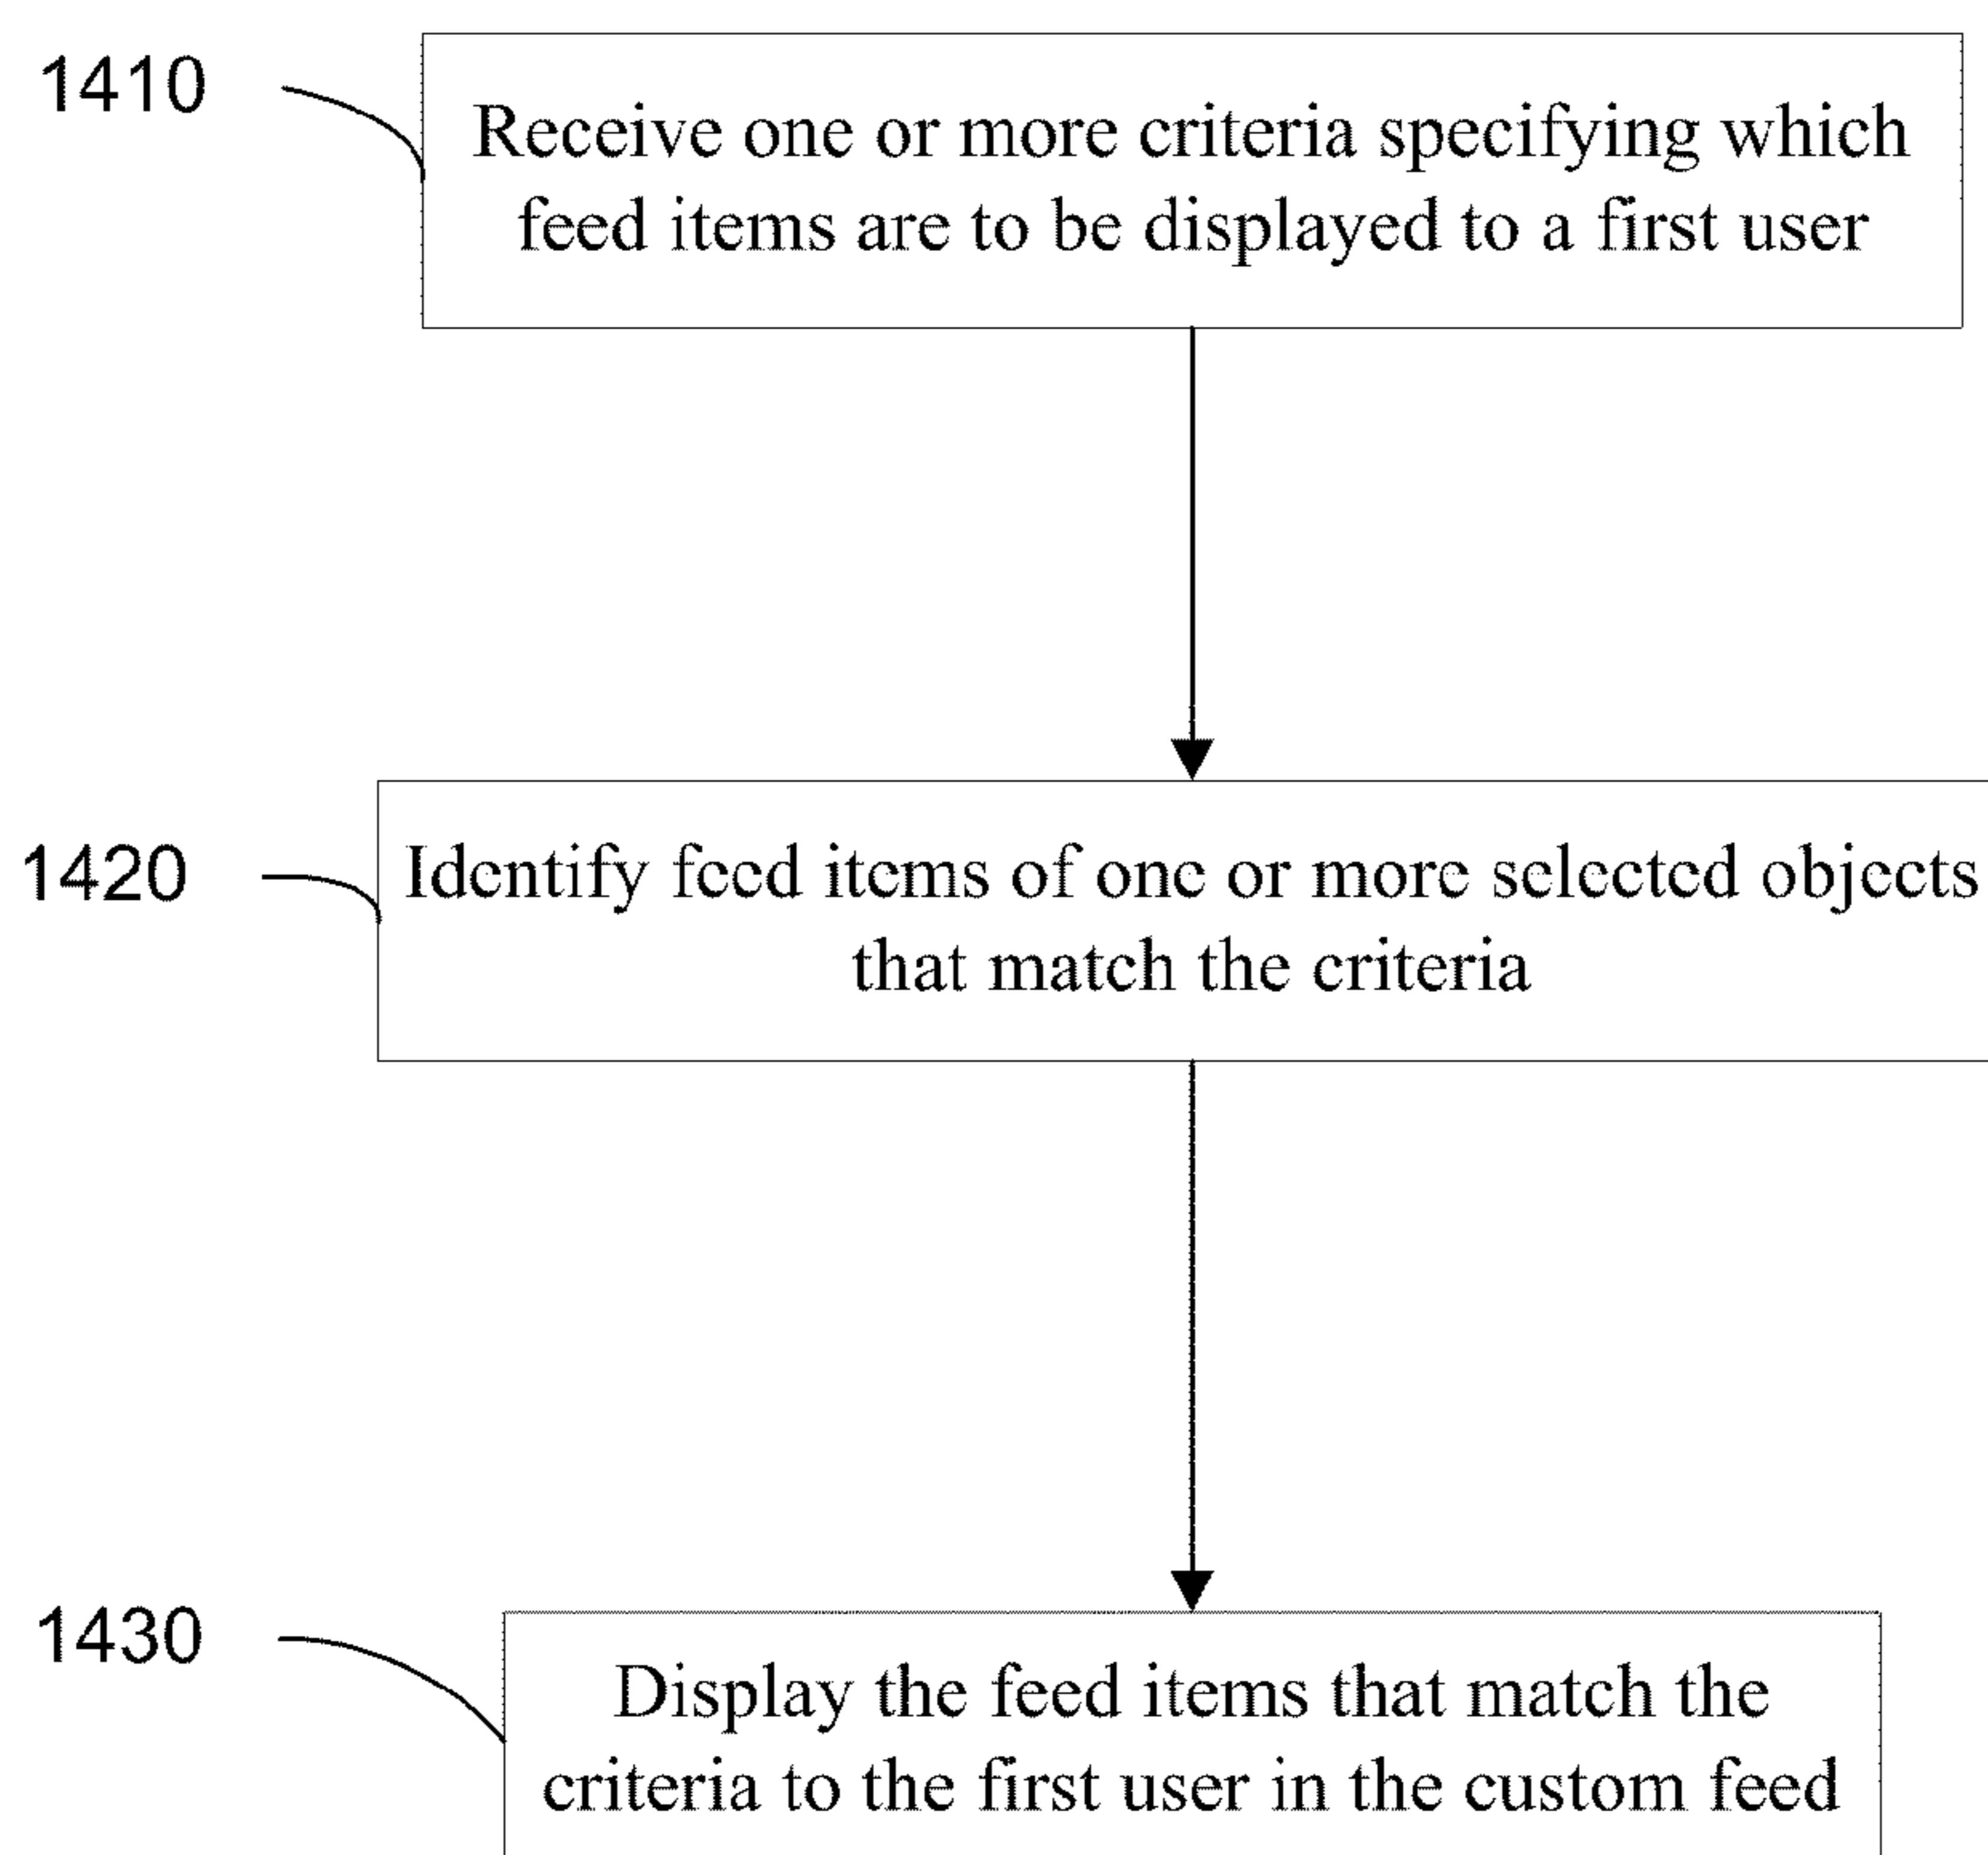 1410
Receive one or more criteria specifying which
feed items are to be displayed to a first user
1420
Identify feed items of one or more selected objects
that match the criteria
1430
Display the feed items that match the
criteria to the first user in the custom feed